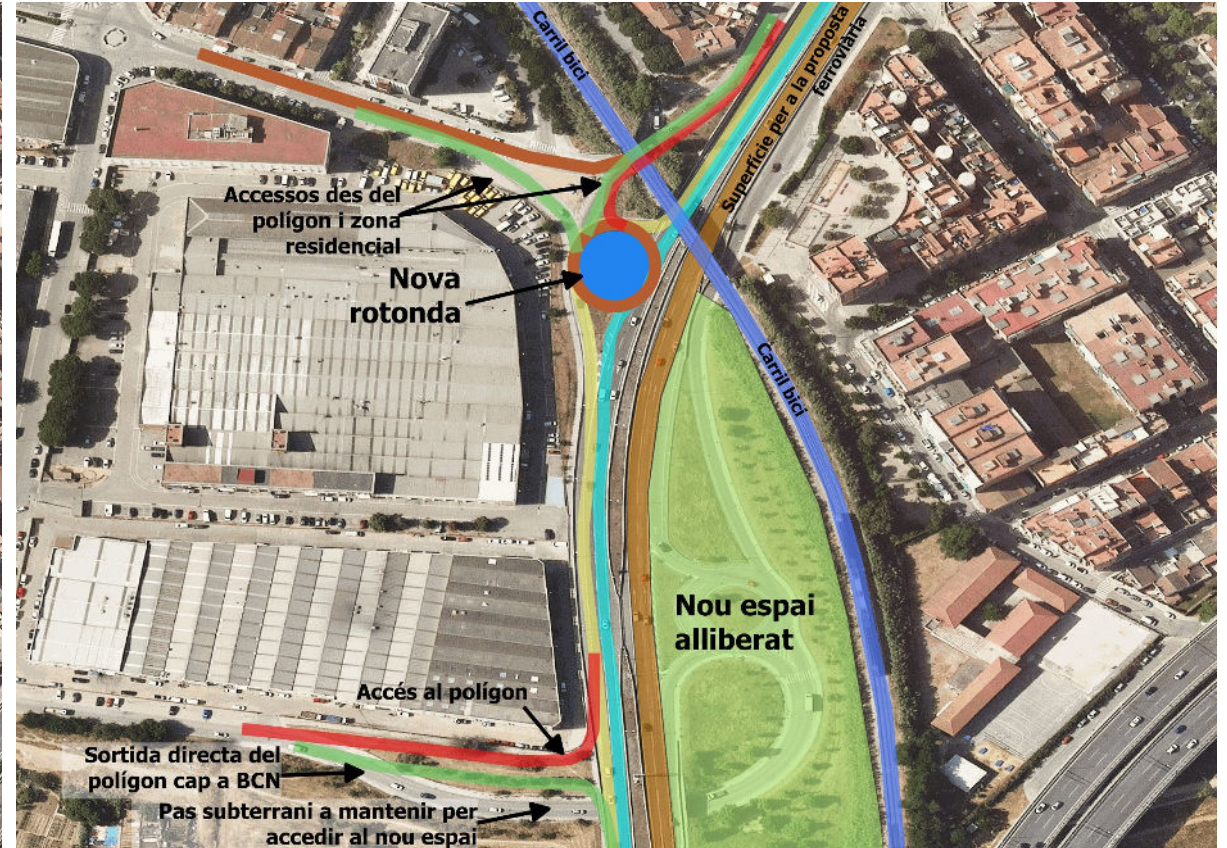 Carril bici
Superfície per a la proposta
ferroviària
Accessos des del
polígon i zona
residencial
Nova
rotonda
Carril bici
Nou espai
alliberat
Accés al polígon
Sortida directa del
polígon cap a BCN
Pas subterrani a mantenir per
accedir al nou espai